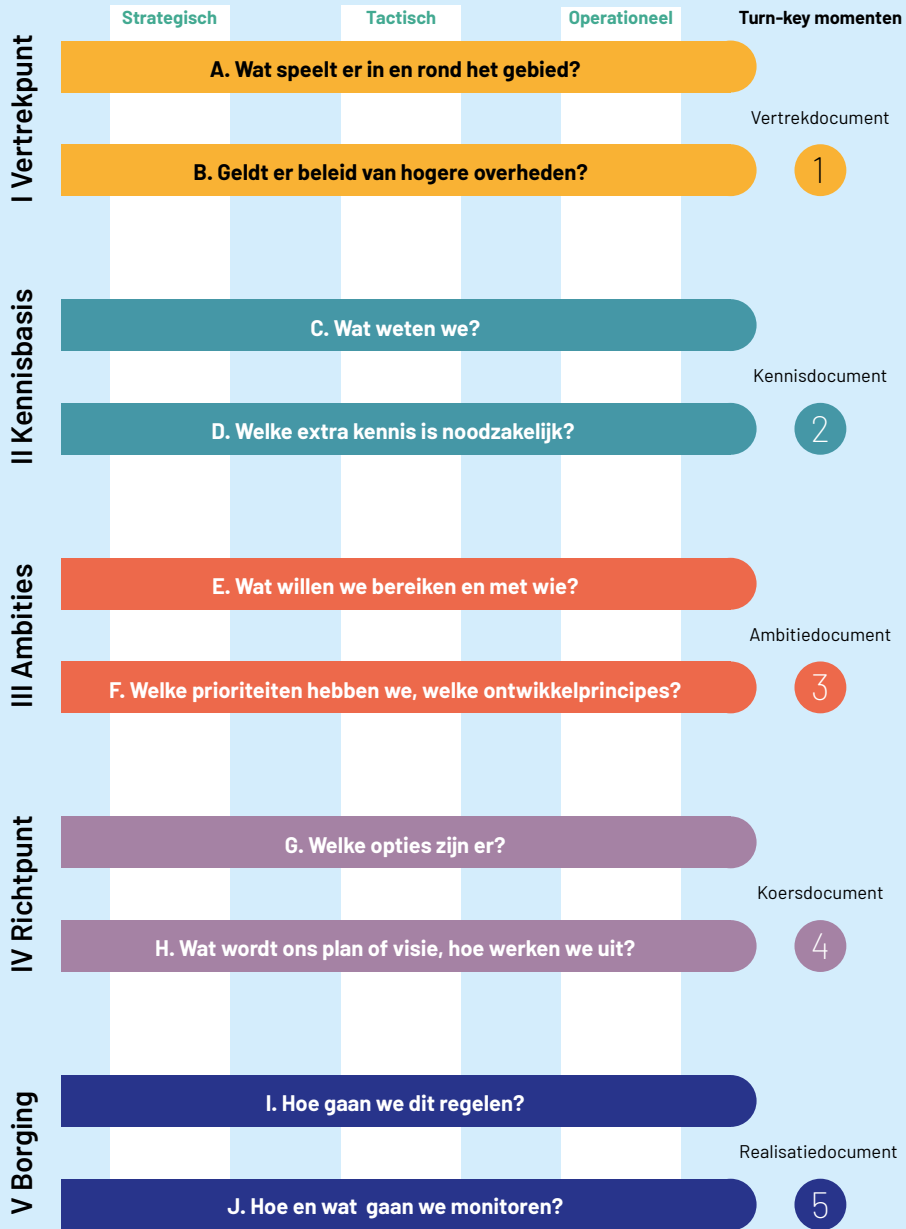 Strategisch
Tactisch
Operationeel
Turn-key momenten
I Vertrekpunt
A. Wat speelt er in en rond het gebied?
Vertrekdocument
B. Geldt er beleid van hogere overheden?
1
II Kennisbasis
C. Wat weten we?
Kennisdocument
D. Welke extra kennis is noodzakelijk?
2
III Ambities
E. Wat willen we bereiken en met wie?
Ambitiedocument
F. Welke prioriteiten hebben we, welke ontwikkelprincipes?
3
IV Richtpunt
G. Welke opties zijn er?
Koersdocument
H. Wat wordt ons plan of visie, hoe werken we uit?
4
V Borging
I. Hoe gaan we dit regelen?
Realisatiedocument
J. Hoe en wat gaan we monitoren?
5